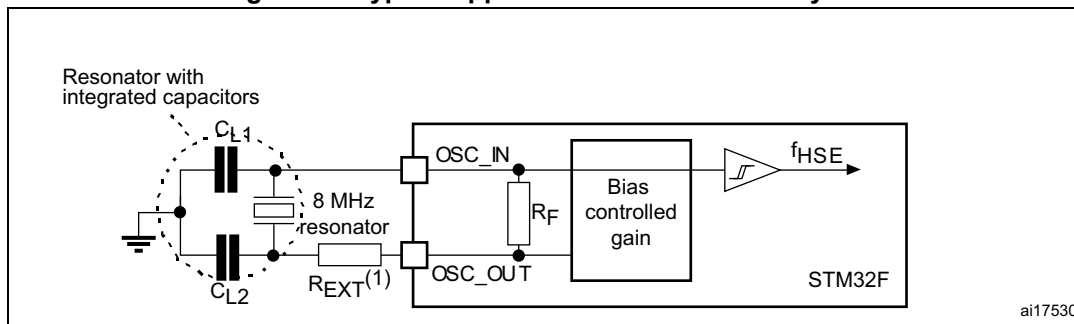 Resonator with
integrated capacitors
CL1
OSC_IN
fHSE
8 MHz
resonator
RF
Bias
controlled
gain
REXT(1)
OSC_OUT
STM32F
CL2
ai17530